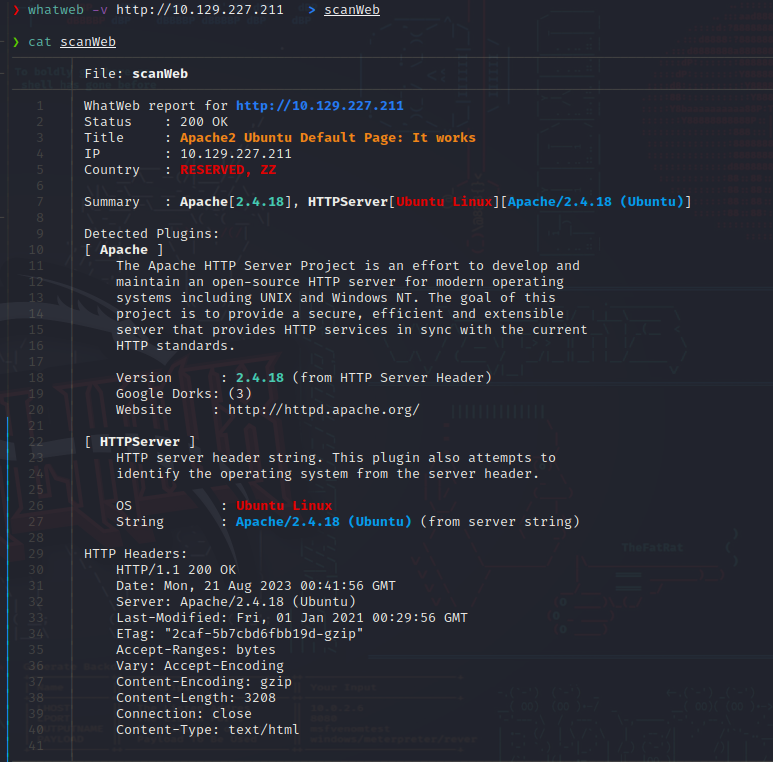 ❯ whatweb -v http://10.129.227.211 > scanWeb
❯ cat scanWeb
File: scanWeb
1 WhatWeb report for http://10.129.227.211
2 Status : 200 OK
3 Title : Apache2 Ubuntu Default Page: It works
4 IP : 10.129.227.211
5 Country : RESERVED, ZZ
6
7 Summary : Apache[2.4.18], HTTPServer[Ubuntu Linux][Apache/2.4.18 (Ubuntu)]
8
9 Detected Plugins:
10 [ Apache ]
11 The Apache HTTP Server Project is an effort to develop and
12 maintain an open-source HTTP server for modern operating
13 systems including UNIX and Windows NT. The goal of this
14 project is to provide a secure, efficient and extensible
15 server that provides HTTP services in sync with the current
16 HTTP standards.
17
18 Version : 2.4.18 (from HTTP Server Header)
19 Google Dorks: (3)
20 Website : http://httpd.apache.org/
21
22 [ HTTPServer ]
23 HTTP server header string. This plugin also attempts to
24 identify the operating system from the server header.
25
26 OS : Ubuntu Linux
27 String : Apache/2.4.18 (Ubuntu) (from server string)
28
29 HTTP Headers:
30 HTTP/1.1 200 OK
31 Date: Mon, 21 Aug 2023 00:41:56 GMT
32 Server: Apache/2.4.18 (Ubuntu)
33 Last-Modified: Fri, 01 Jan 2021 00:29:56 GMT
34 ETag: "2caf-5b7cbd6fbb19d-gzip"
35 Accept-Ranges: bytes
36 Vary: Accept-Encoding
37 Content-Encoding: gzip
38 Content-Length: 3208
39 Connection: close
40 Content-Type: text/html
41
TheFatRat